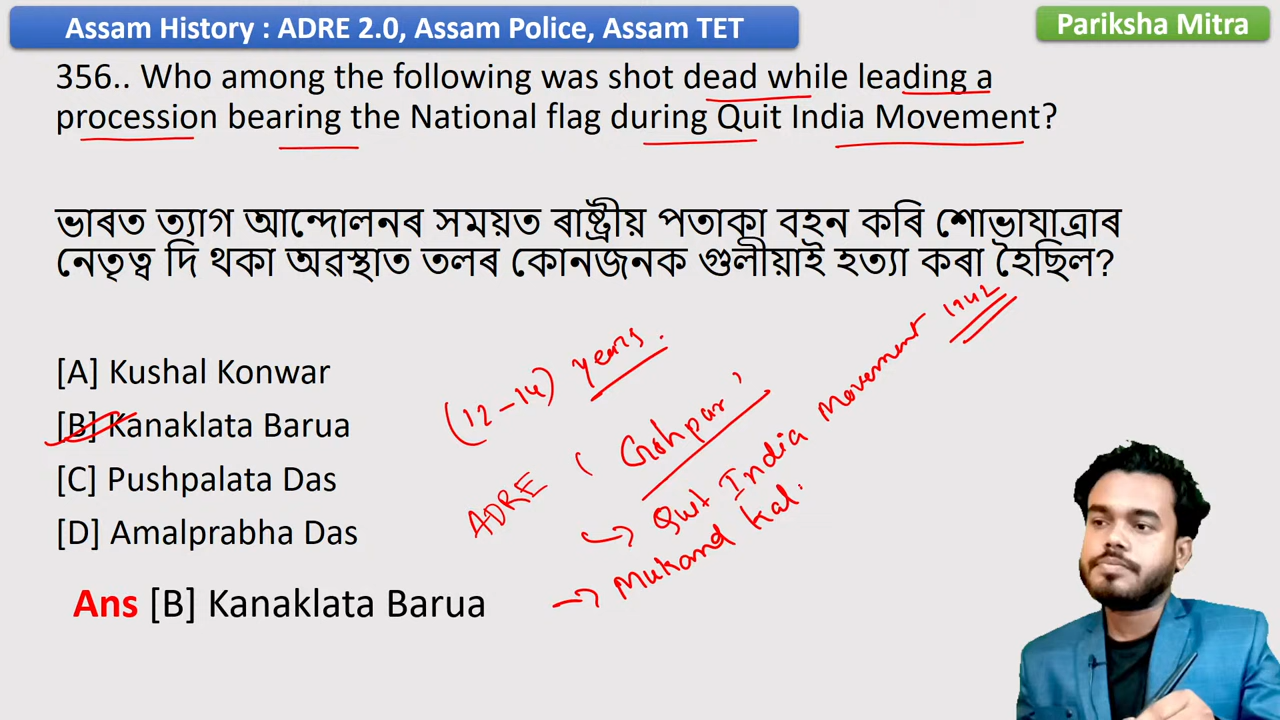 Assam History : ADRE 2.0, Assam Police, Assam TET
Pariksha Mitra
356.. Who among the following was shot dead while leading a
procession bearing the National flag during Quit India Movement?
ভাৰত ত্যাগ আন্দোলনৰ সময়ত ৰাষ্ট্ৰীয় পতাকা বহন কৰি শোভাযাত্ৰাৰ
নেতৃত্ব দি থকা অৱস্থাত তলৰ কোনজনক গুলীয়াই হত্যা কৰা হৈছিল?
[A] Kushal Konwar
[B] Kanaklata Barua
[C] Pushpalata Das
[D] Amalprabha Das
Ans [B] Kanaklata Barua
(12-14) years.
ADRE ( Gohpur,
→ Quit India Movement 1942
→ Mukand Kal.